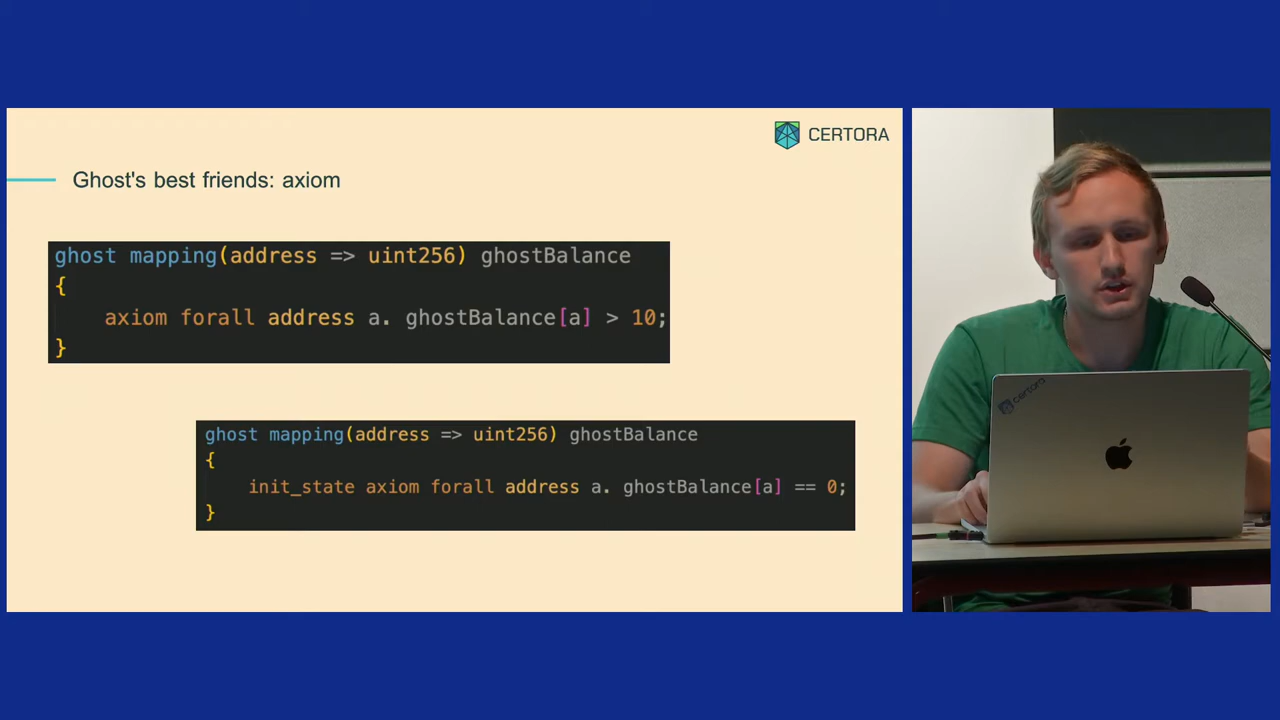 CERTORA
Ghost's best friends: axiom
ghost mapping(address => uint256) ghostBalance
{
axiom forall address a. ghostBalance[a] > 10;
}
ghost mapping(address => uint256) ghostBalance
{
init_state axiom forall address a. ghostBalance[a] == 0;
}
certora